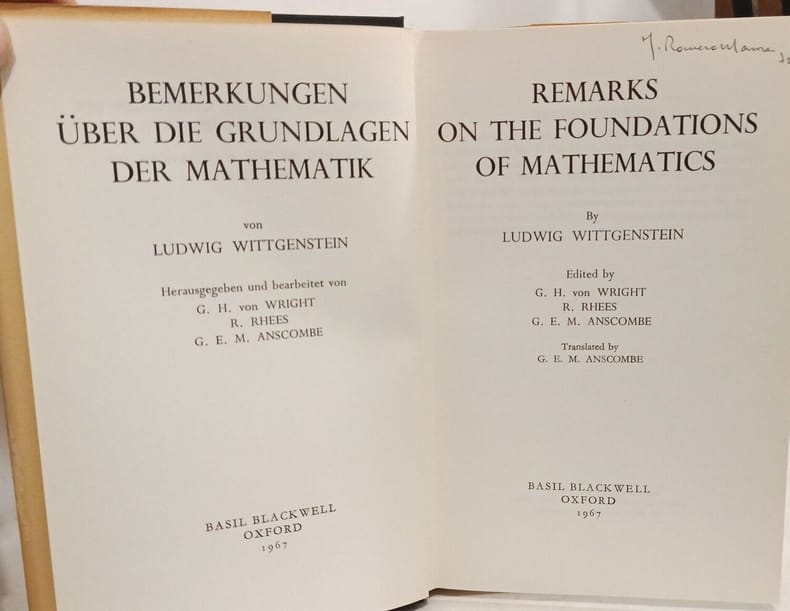 BEMERKUNGEN
ÜBER DIE GRUNDLAGEN
DER MATHEMATIK
von
LUDWIG WITTGENSTEIN
Herausgegeben und bearbeitet von
G. H. von WRIGHT
R. RHEES
G. E. M. ANSCOMBE
BASIL BLACKWELL
OXFORD
1967
REMARKS
ON THE FOUNDATIONS
OF MATHEMATICS
By
LUDWIG WITTGENSTEIN
Edited by
G. H. von WRIGHT
R. RHEES
G. E. M. ANSCOMBE
Translated by
G. E. M. ANSCOMBE
BASIL BLACKWELL
OXFORD
1967